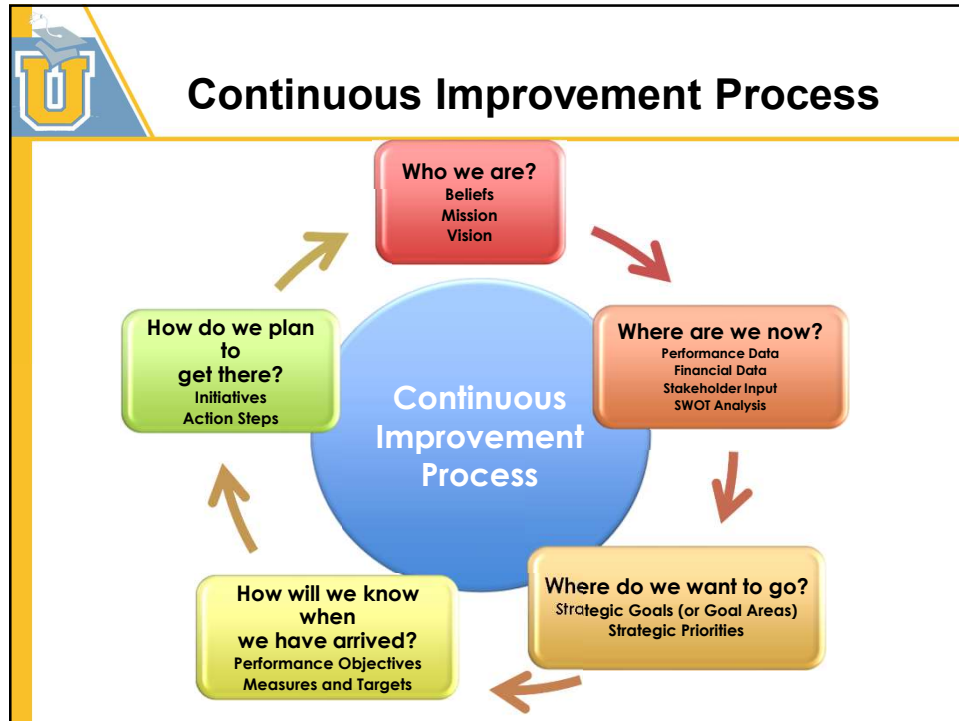 U
Continuous Improvement Process
Who we are?
Beliefs
Mission
Vision
Where are we now?
Performance Data
Financial Data
Stakeholder Input
SWOT Analysis
Where do we want to go?
Strategic Goals (or Goal Areas)
Strategic Priorities
How will we know
when
we have arrived?
Performance Objectives
Measures and Targets
How do we plan
to
get there?
Initiatives
Action Steps
Continuous
Improvement
Process